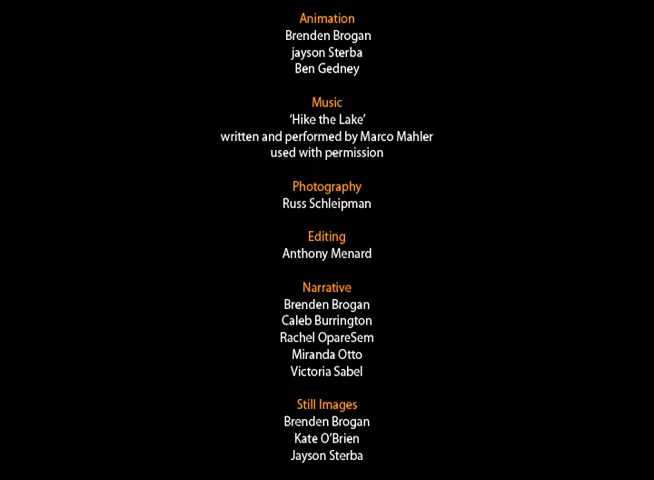 Animation
Brenden Brogan
jayson Sterba
Ben Gedney
Music
‘Hike the Lake’
written and performed by Marco Mahler
used with permission
Photography
Russ Schleipman
Editing
Anthony Menard
Narrative
Brenden Brogan
Caleb Burrington
Rachel OpareSem
Miranda Otto
Victoria Sabel
Still Images
Brenden Brogan
Kate O’Brien
Jayson Sterba